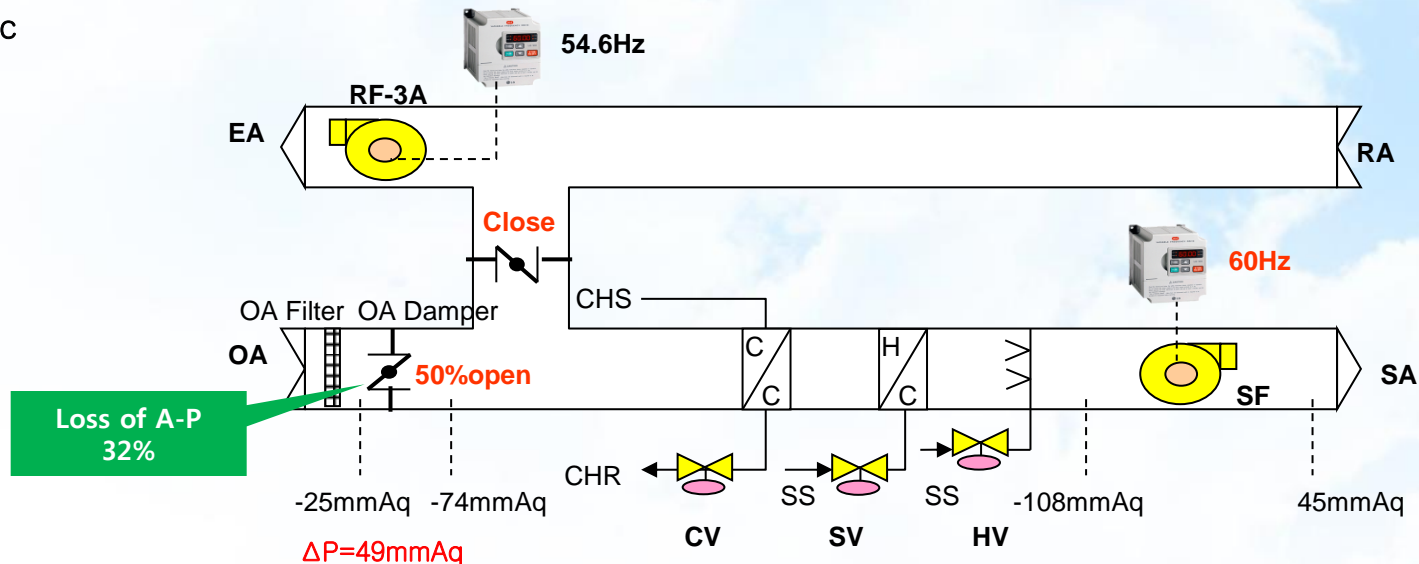 c
54.6Hz
RF-3A
EA
RA
Close
60Hz
OA Filter OA Damper
CHS
OA
50%open
C
C
H
C
SF
SA
Loss of A-P
32%
CHR
SS
SS
-25mmAq
-74mmAq
-108mmAq
45mmAq
CV
SV
HV
ΔP=49mmAq